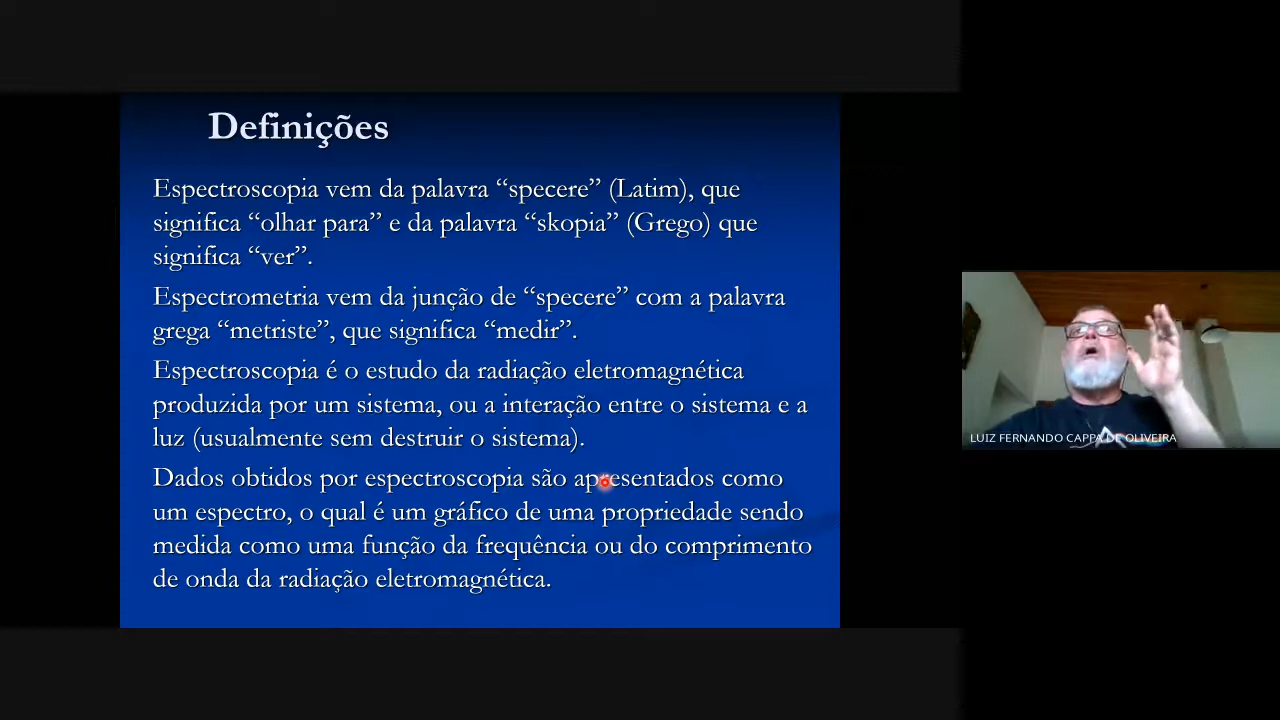 Definições
Espectroscopia vem da palavra “specere” (Latim), que
significa “olhar para” e da palavra “skopia” (Grego) que
significa “ver”.
Espectrometria vem da junção de “specere” com a palavra
grega “metriste”, que significa “medir”.
Espectroscopia é o estudo da radiação eletromagnética
produzida por um sistema, ou a interação entre o sistema e a
luz (usualmente sem destruir o sistema).
Dados obtidos por espectroscopia são apresentados como
um espectro, o qual é um gráfico de uma propriedade sendo
medida como uma função da frequência ou do comprimento
de onda da radiação eletromagnética.
LUIZ FERNANDO CAPPA DE OLIVEIRA